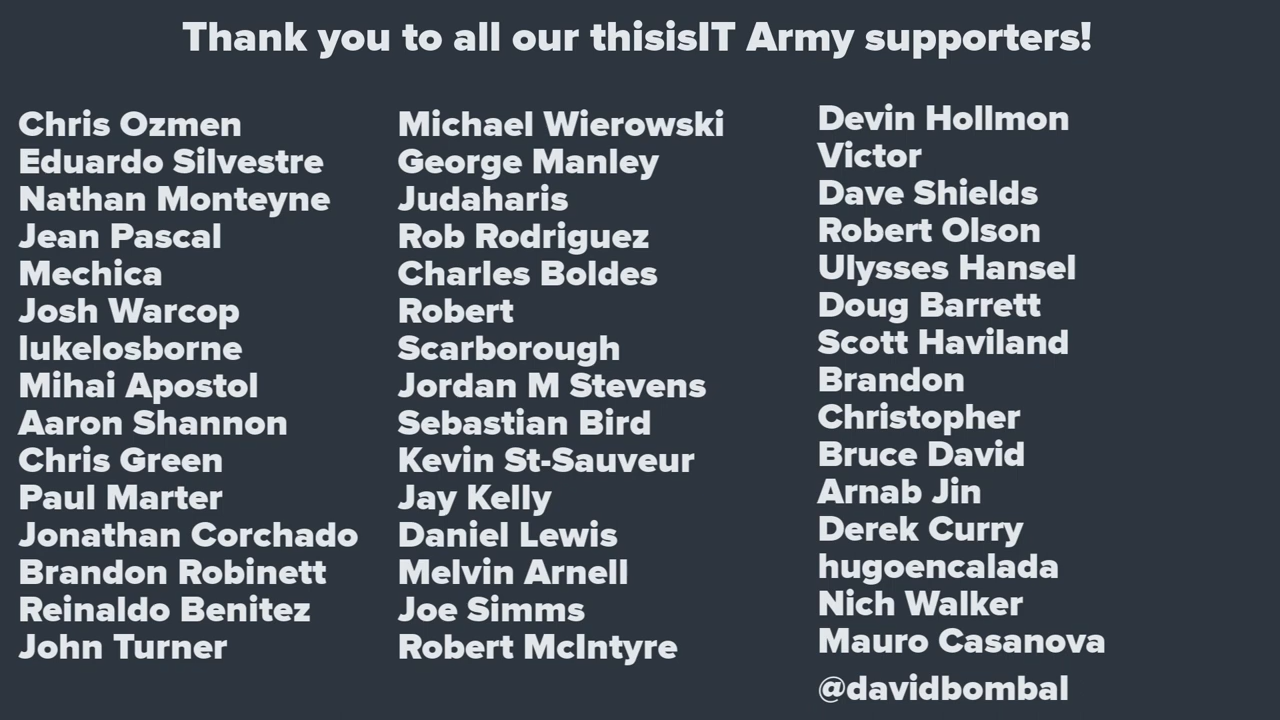 Thank you to all our thisisIT Army supporters!
Chris Ozmen
Eduardo Silvestre
Nathan Monteyne
Jean Pascal
Mechica
Josh Warcop
lukelosborne
Mihai Apostol
Aaron Shannon
Chris Green
Paul Marter
Jonathan Corchado
Brandon Robinett
Reinaldo Benitez
John Turner
Michael Wierowski
George Manley
Judaharis
Rob Rodriguez
Charles Boldes
Robert
Scarborough
Jordan M Stevens
Sebastian Bird
Kevin St-Sauveur
Jay Kelly
Daniel Lewis
Melvin Arnell
Joe Simms
Robert McIntyre
Devin Hollmon
Victor
Dave Shields
Robert Olson
Ulysses Hansel
Doug Barrett
Scott Haviland
Brandon
Christopher
Bruce David
Arnab Jin
Derek Curry
hugoencalada
Nich Walker
Mauro Casanova
@davidbombal